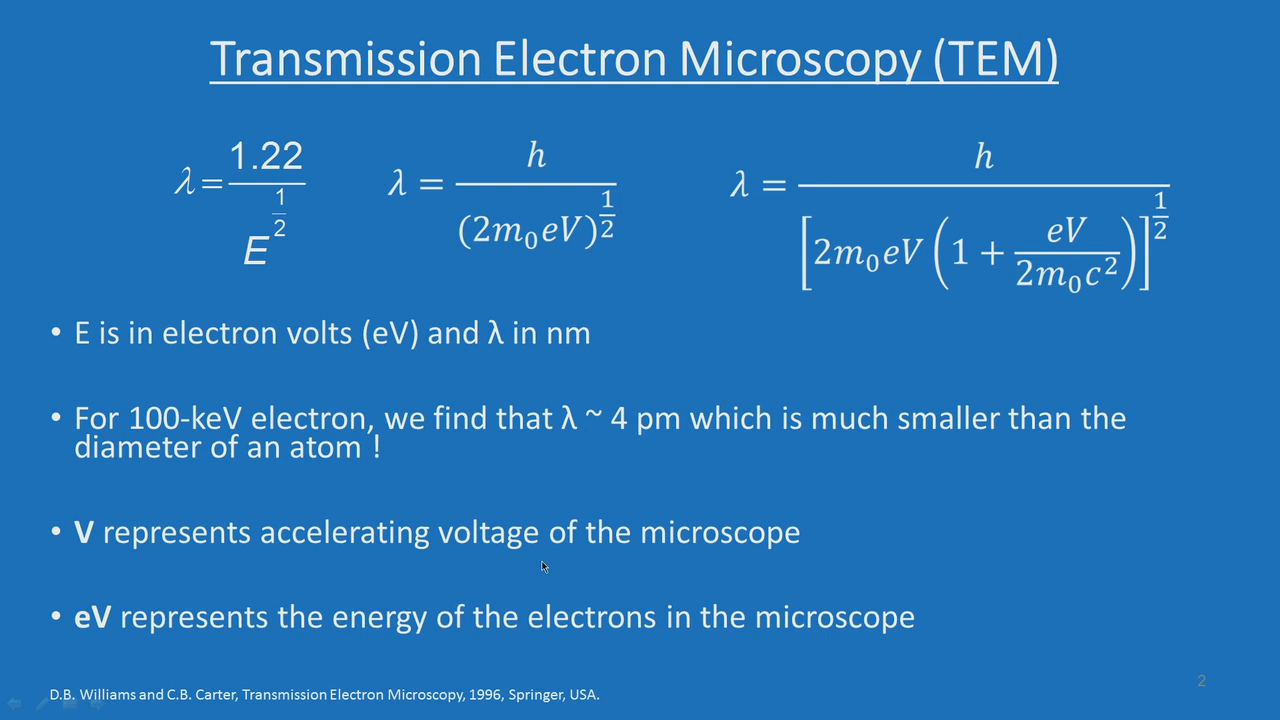 Transmission Electron Microscopy (TEM)
λ = 1.22 / E^(1/2)
λ = h / (2m₀eV)^(1/2)
λ = h / [2m₀eV(1 + eV / 2m₀c²)]^(1/2)
• E is in electron volts (eV) and λ in nm
• For 100-keV electron, we find that λ ~ 4 pm which is much smaller than the
diameter of an atom !
• V represents accelerating voltage of the microscope
• eV represents the energy of the electrons in the microscope
D.B. Williams and C.B. Carter, Transmission Electron Microscopy, 1996, Springer, USA.
2